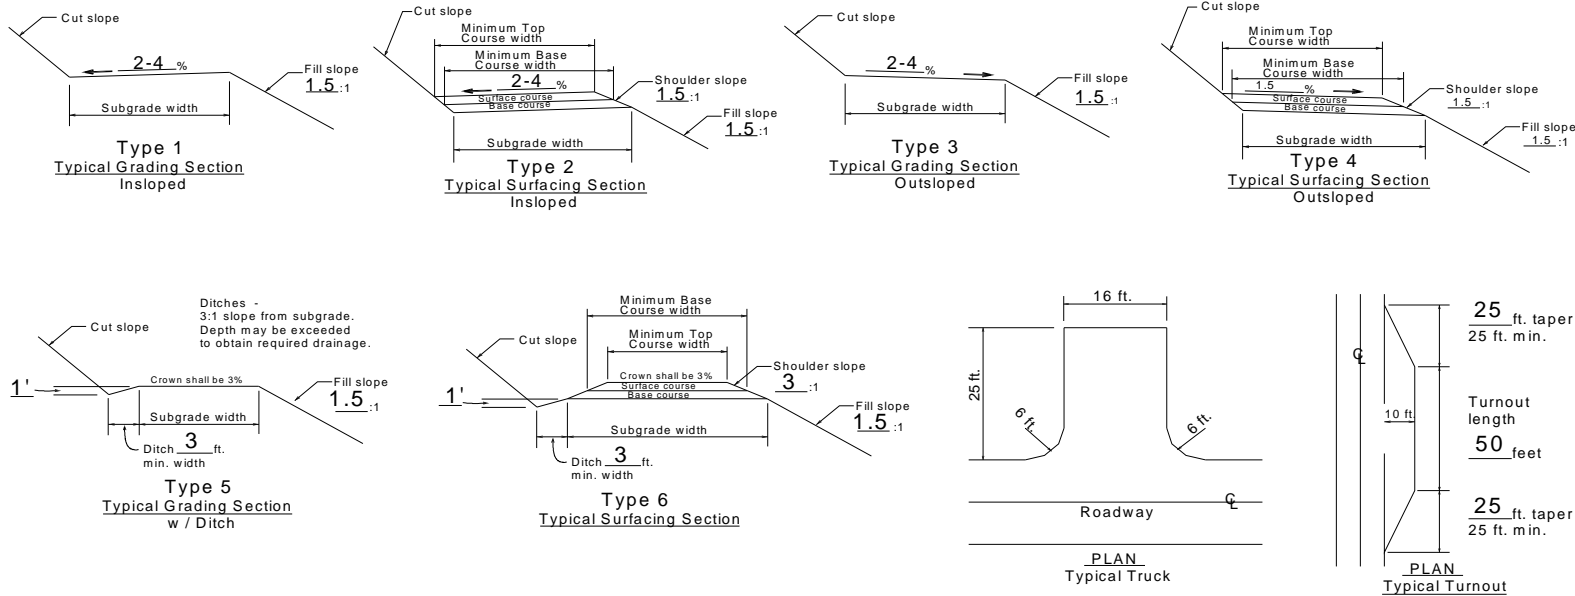 Cut slope
2-4 %
Fill slope
1.5 :1
Subgrade width
Type 1
Typical Grading Section
Insloped
Cut slope
Minimum Top
Course width
Minimum Base
Course width
2-4 %
Surface course
Base course
Shoulder slope
1.5 :1
Fill slope
1.5 :1
Subgrade width
Type 2
Typical Surfacing Section
Insloped
Cut slope
2-4 %
Fill slope
1.5 :1
Subgrade width
Type 3
Typical Grading Section
Outsloped
Cut slope
Minimum Top
Course width
Minimum Base
Course width
1.5 %
Surface course
Base course
Shoulder slope
1.5 :1
Fill slope
1.5 :1
Subgrade width
Type 4
Typical Surfacing Section
Outsloped
Ditches -
3:1 slope from subgrade.
Depth may be exceeded
to obtain required drainage.
Cut slope
1'
Crown shall be 3%
Fill slope
1.5 :1
Subgrade width
Ditch 3 ft.
min. width
Type 5
Typical Grading Section
w / Ditch
Minimum Base
Course width
Minimum Top
Course width
Cut slope
Crown shall be 3%
Surface course
Base course
Shoulder slope
3 :1
1'
Fill slope
1.5 :1
Subgrade width
Ditch 3 ft.
min. width
Type 6
Typical Surfacing Section
16 ft.
25 ft.
6 ft.
6 ft.
CL
Roadway
PLAN
Typical Truck
CL
25 ft. taper
25 ft. min.
10 ft.
Turnout
length
50 feet
25 ft. taper
25 ft. min.
PLAN
Typical Turnout